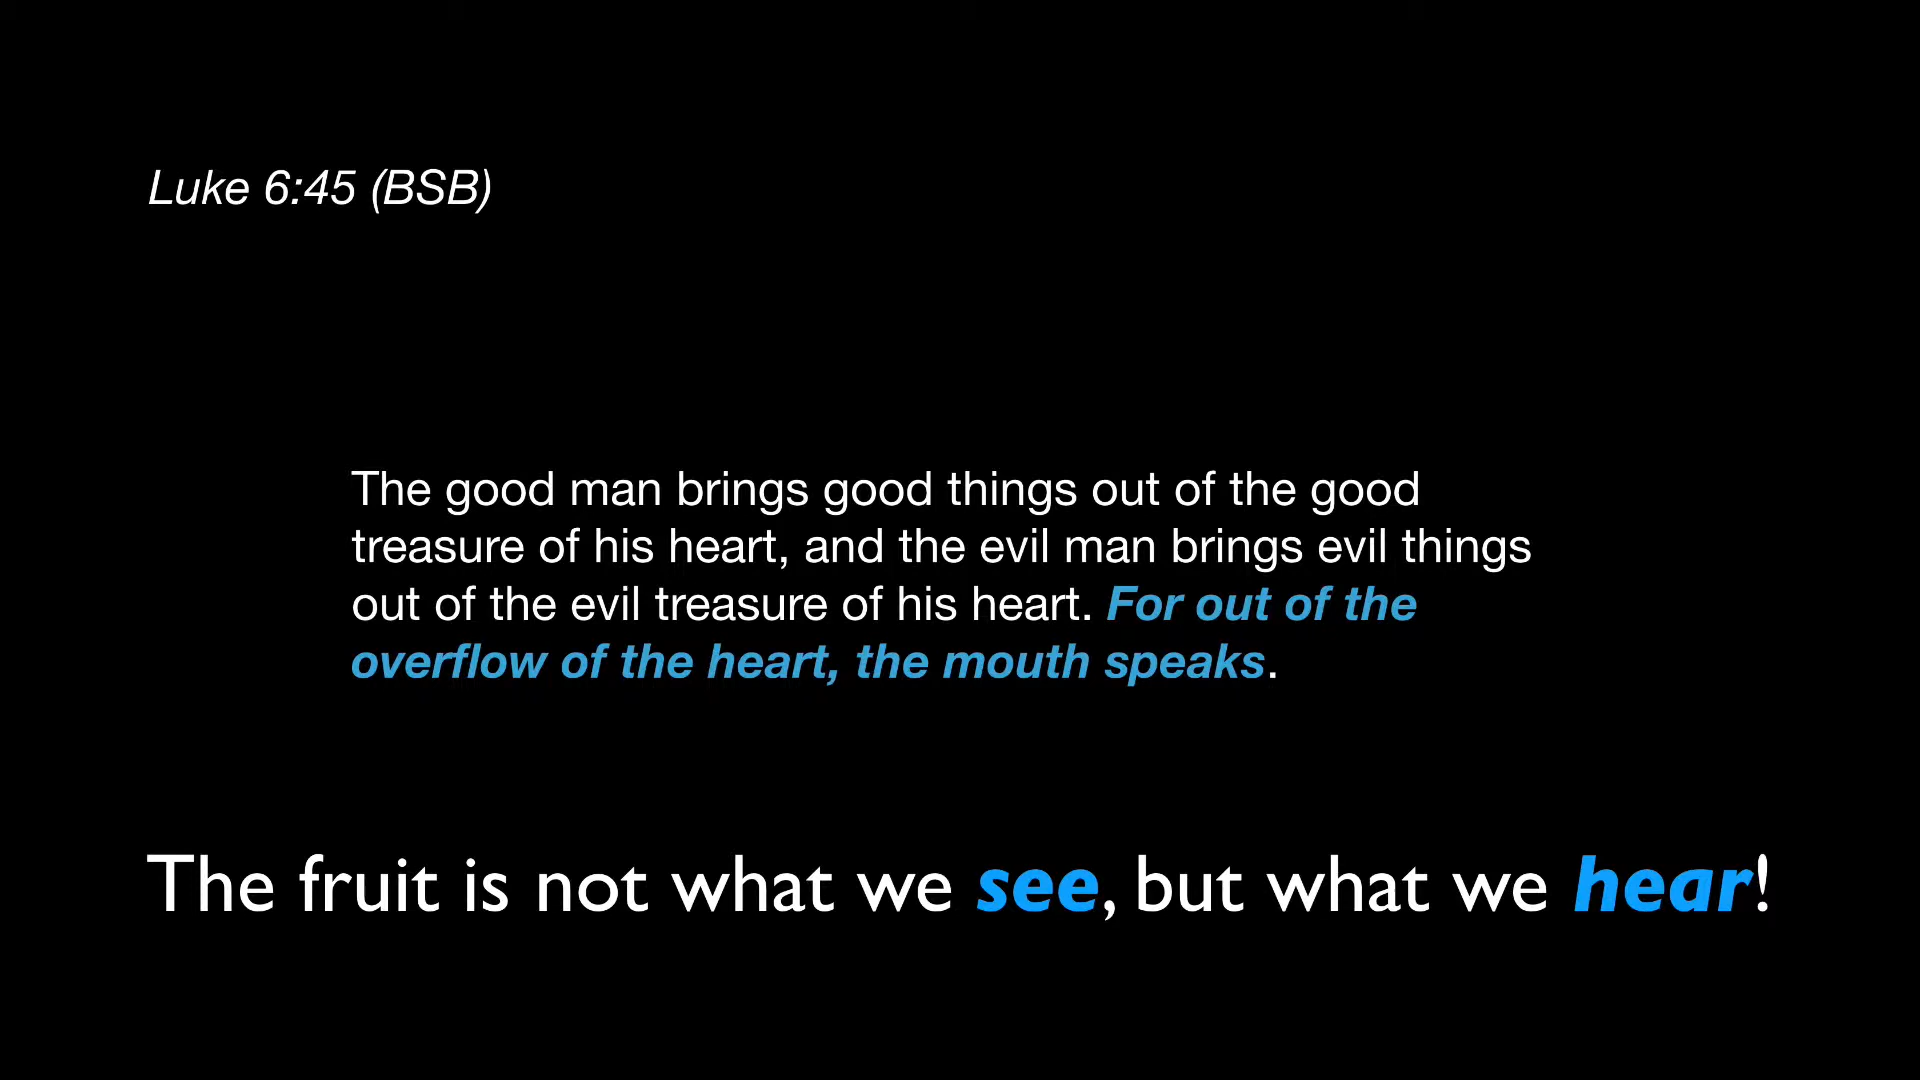 Luke 6:45 (BSB)
The good man brings good things out of the good
treasure of his heart, and the evil man brings evil things
out of the evil treasure of his heart. For out of the
overflow of the heart, the mouth speaks.
The fruit is not what we see, but what we hear!